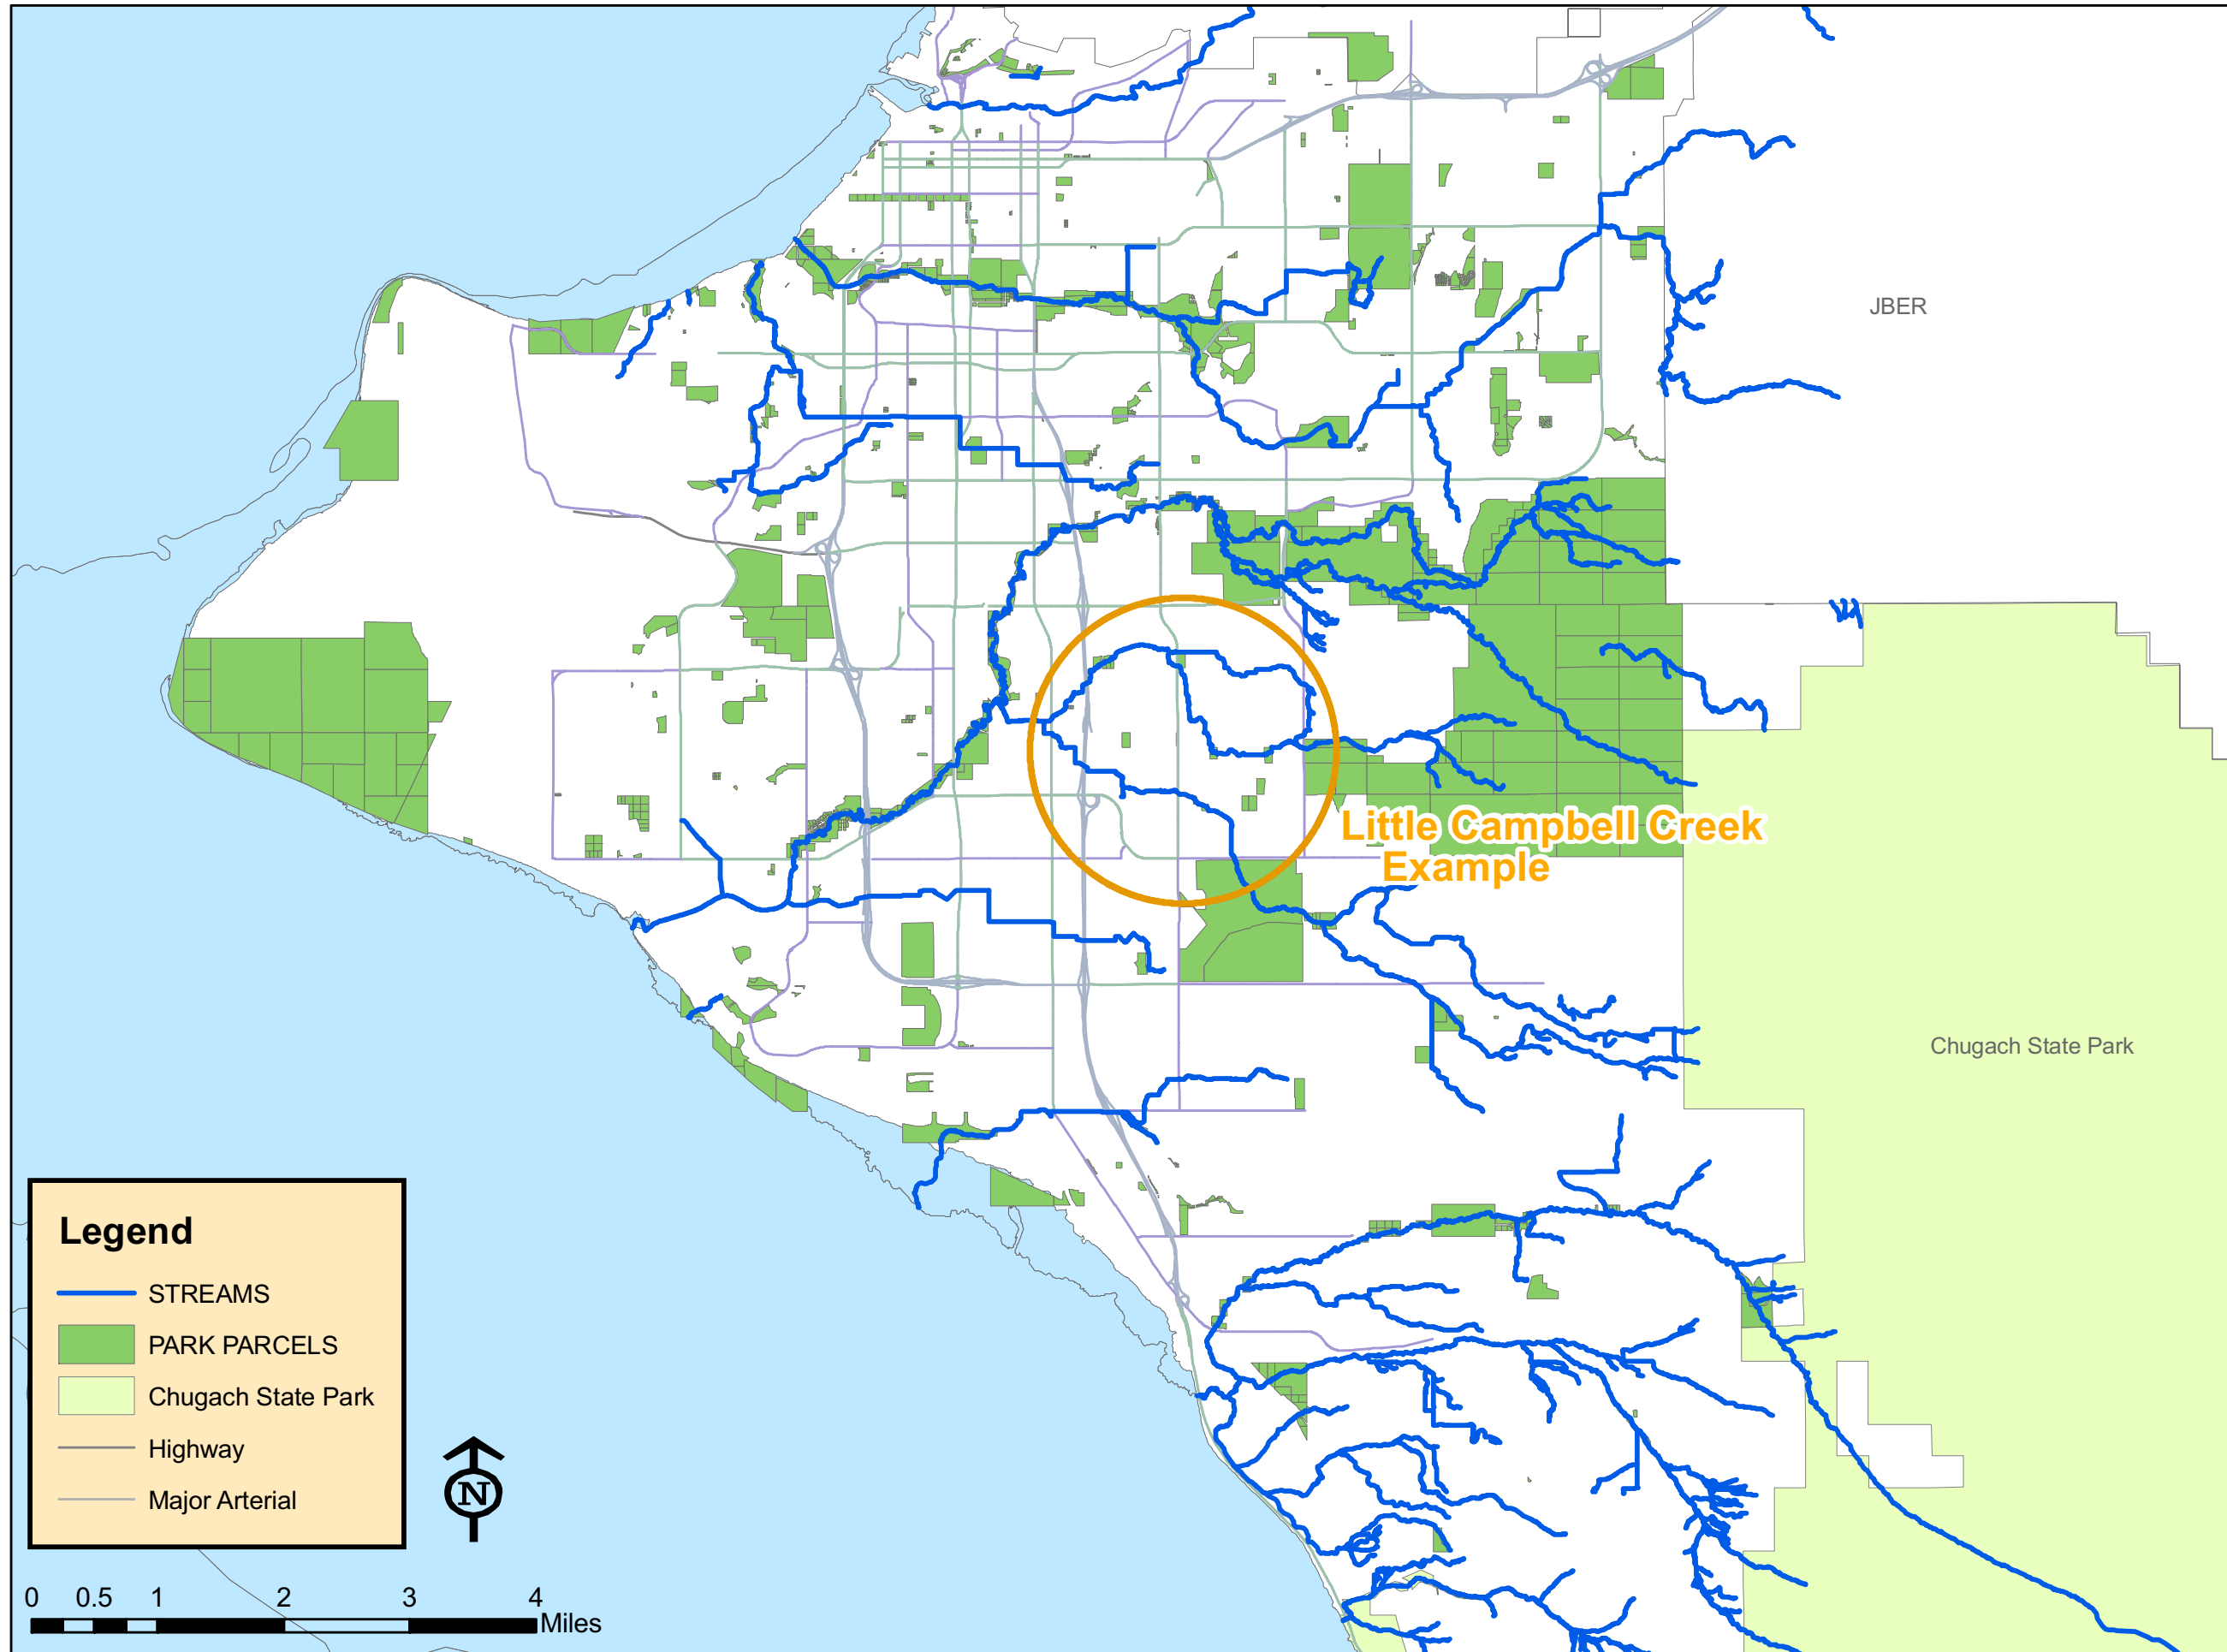 JBER
Little Campbell Creek
Example
Chugach State Park
Legend
STREAMS
PARK PARCELS
Chugach State Park
Highway
Major Arterial
N
0 0.5 1 2 3 4
Miles